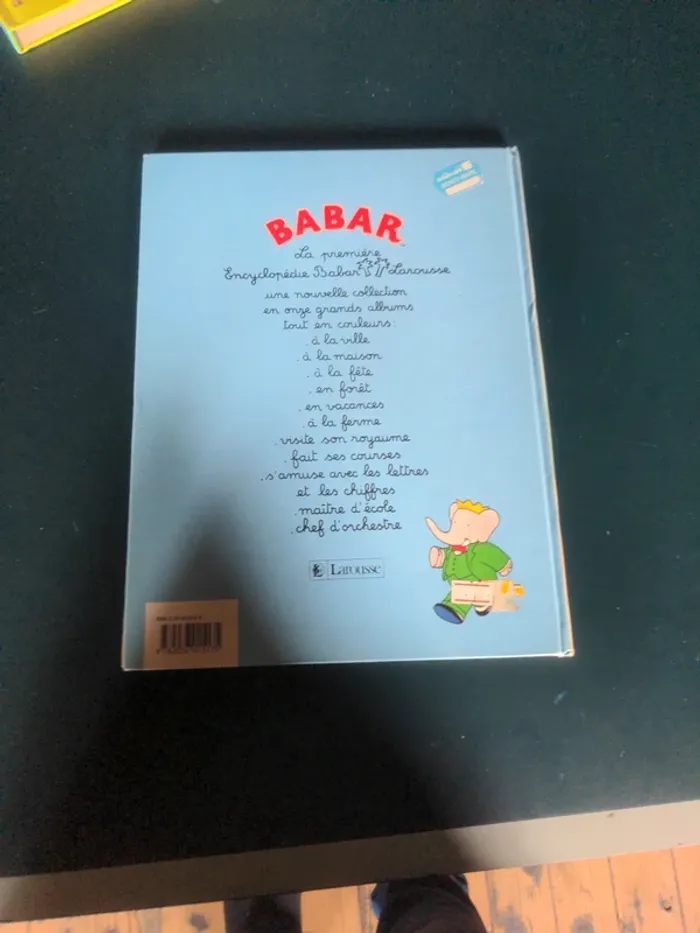 BABAR
La première
Encyclopédie Babar Larousse
une nouvelle collection
en onze grands albums
tout en couleurs:
. à la ville
. à la maison
. à la fête
. en forêt
. en vacances
. à la ferme
. visite son royaume
. fait ses courses
. s'amuse avec les lettres
et les chiffres
. maître d'école
. chef d'orchestre
Larousse